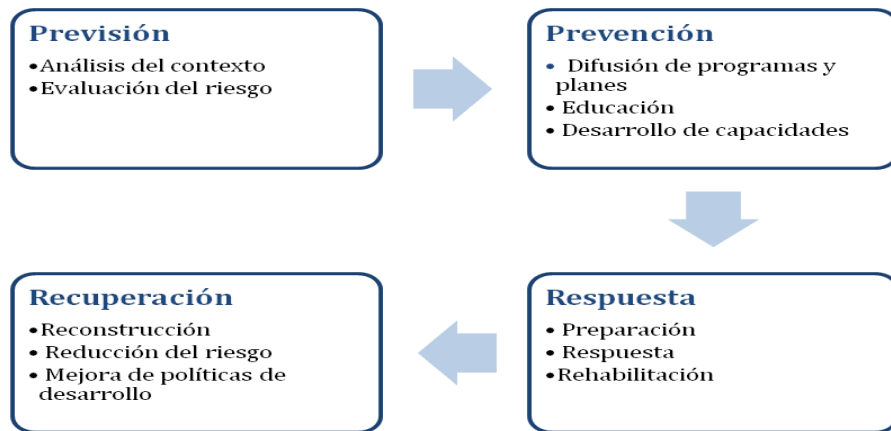 Previsión
•Análisis del contexto
•Evaluación del riesgo
Prevención
• Difusión de programas y
planes
• Educación
• Desarrollo de capacidades
Respuesta
• Preparación
• Respuesta
•Rehabilitación
Recuperación
•Reconstrucción
• Reducción del riesgo
• Mejora de políticas de
desarrollo